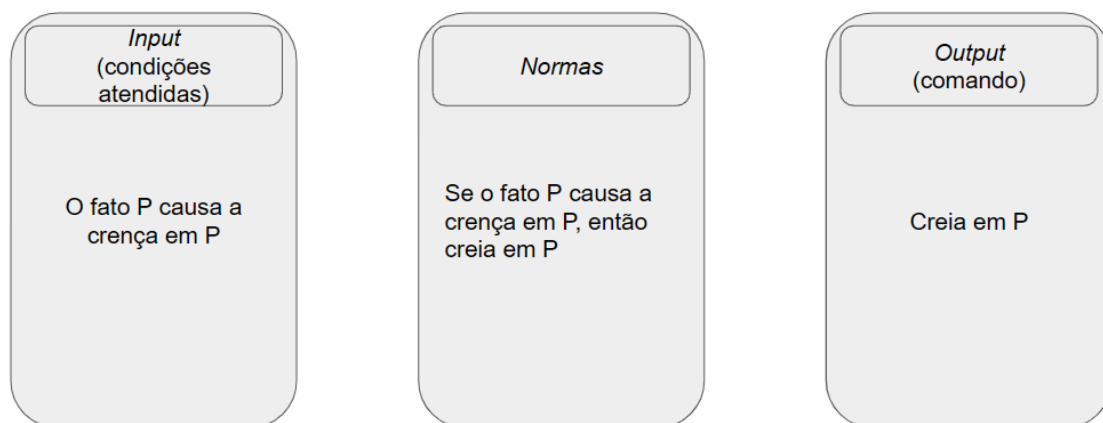 Input
(condições
atendidas)
O fato P causa a
crença em P
Normas
Se o fato P causa a
crença em P, então
creia em P
Output
(comando)
Creia em P